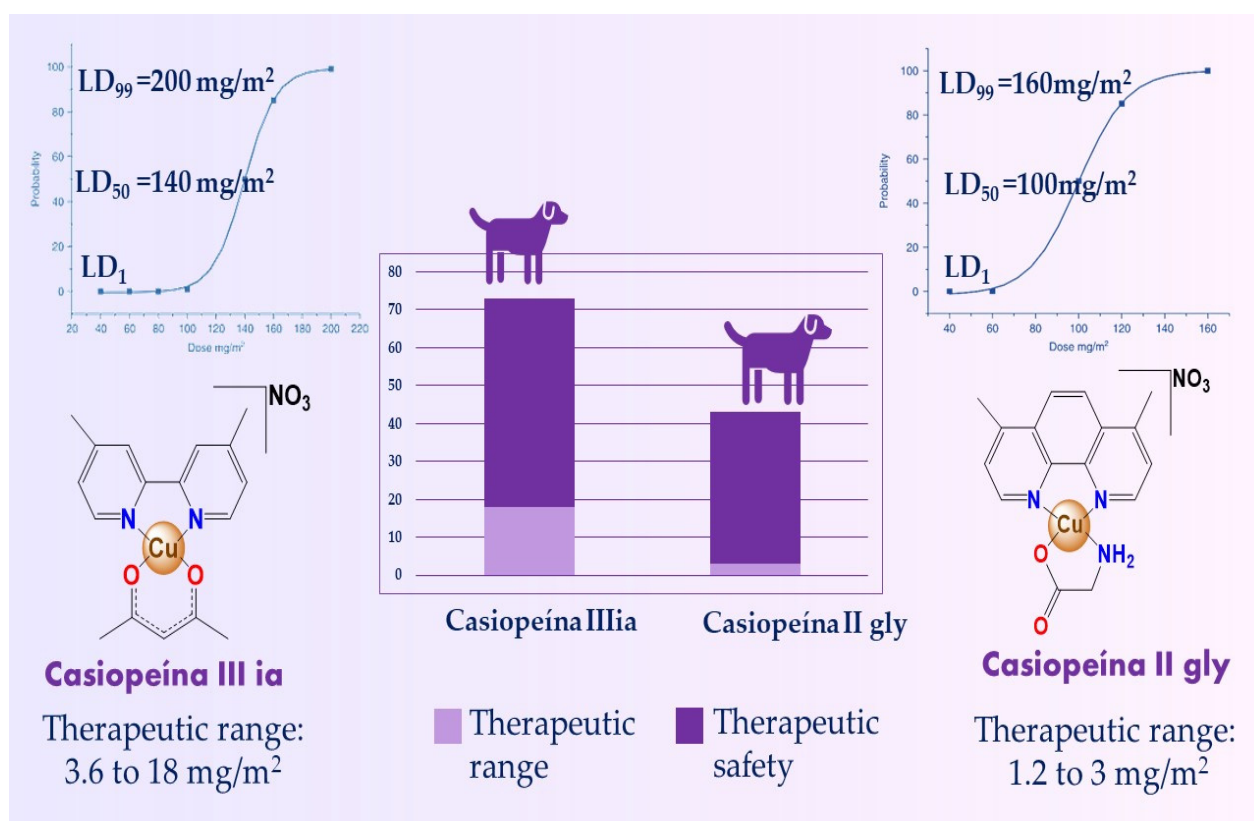 LD99 =200 mg/m2
LD50 =140 mg/m2
LD1
Probability
100
80
60
40
20
0
20 40 60 80 100 120 140 160 180 200 220
Dose mg/m2
NO3
N N
Cu
O O
Casiopeína III ia
Therapeutic range:
3.6 to 18 mg/m2
80
70
60
50
40
30
20
10
0
Casiopeína IIIia
Casiopeína II gly
Therapeutic
range
Therapeutic
safety
LD99 =160mg/m2
LD50 =100mg/m2
LD1
Probability
100
80
60
40
20
0
40 60 80 100 120 140 160
Dose mg/m2
NO3
N N
Cu
O NH2
O
Casiopeína II gly
Therapeutic range:
1.2 to 3 mg/m2